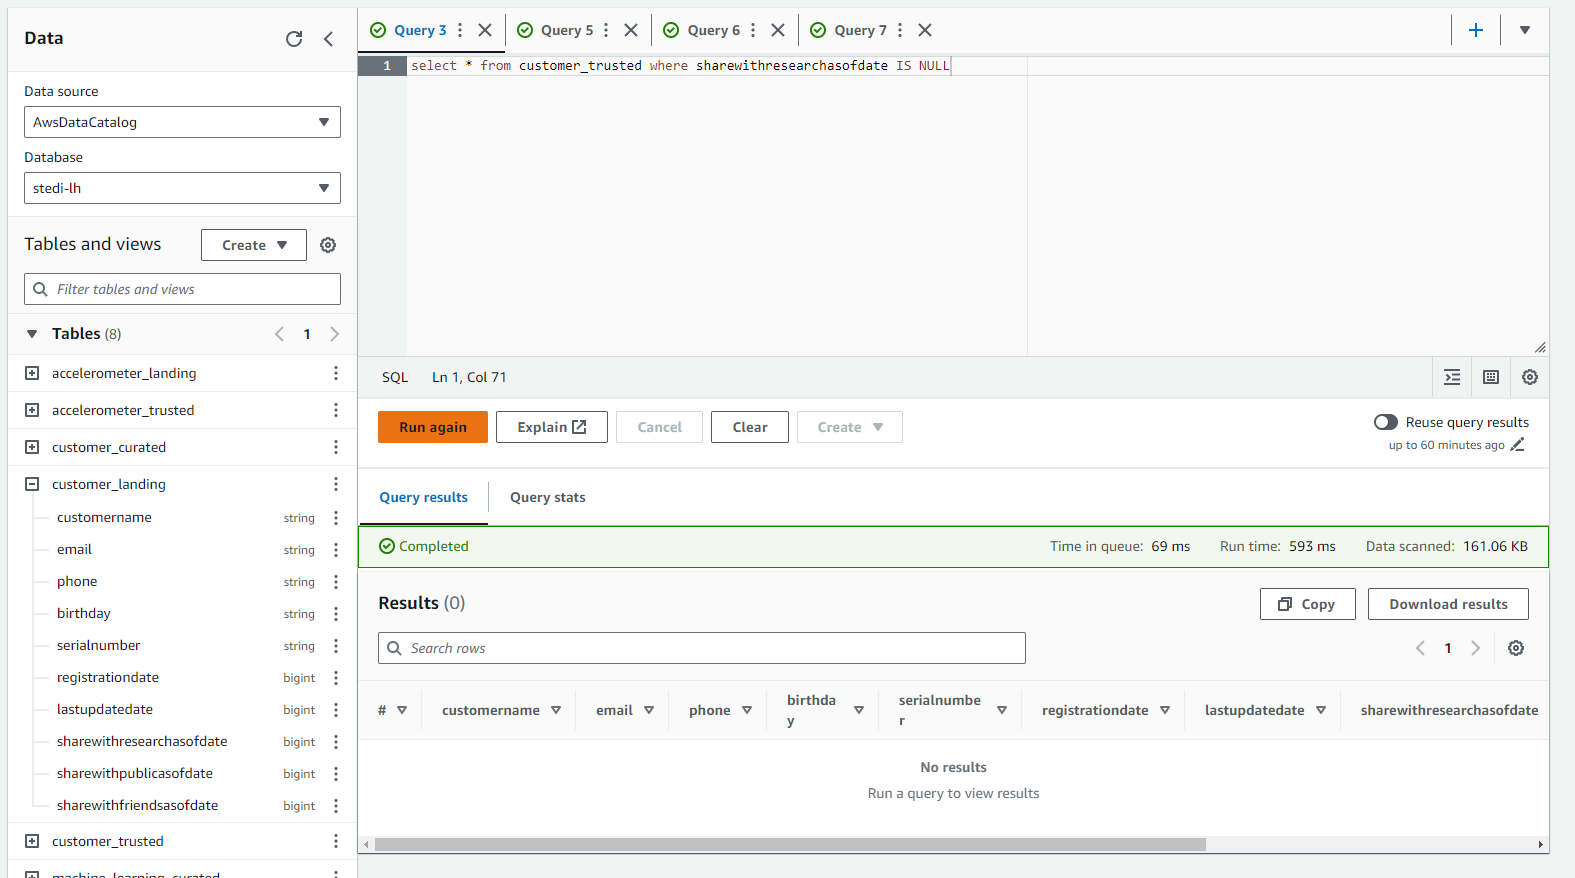 Data
Data source
AwsDataCatalog
Database
stedi-lh
Tables and views
Create
Filter tables and views
Tables (8)
1
accelerometer_landing
accelerometer_trusted
customer_curated
customer_landing
customername string
email string
phone string
birthday string
serialnumber string
registrationdate bigint
lastupdatedate bigint
sharewithresearchasofdate bigint
sharewithpublicasofdate bigint
sharewithfriendsasofdate bigint
customer_trusted
machine_learning_curated
Query 3 Query 5 Query 6 Query 7
1 select * from customer_trusted where sharewithresearchasofdate IS NULL
SQL Ln 1, Col 71
Run again Explain Cancel Clear Create
Reuse query results
up to 60 minutes ago
Query results Query stats
Completed Time in queue: 69 ms Run time: 593 ms Data scanned: 161.06 KB
Results (0)
Copy Download results
Search rows
1
# customername email phone birthda
y serialnumbe
r registrationdate lastupdatedate sharewithresearchasofdate
No results
Run a query to view results